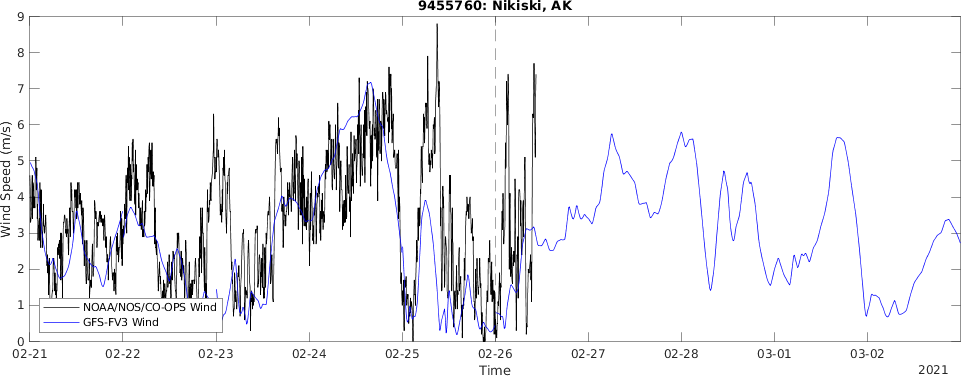 9455760: Nikiski, AK
Wind Speed (m/s)
9
8
7
6
5
4
3
2
1
0
NOAA/NOS/CO-OPS Wind
GFS-FV3 Wind
02-21 02-22 02-23 02-24 02-25 02-26 02-27 02-28 03-01 03-02
Time
2021